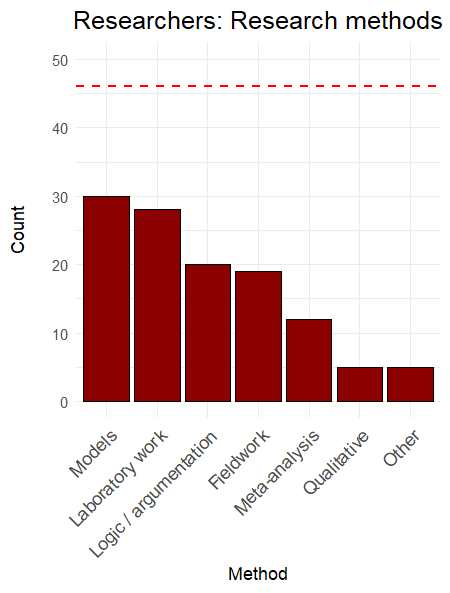 Researchers: Research methods
50
40
30
20
10
0
Count
Models
Laboratory work
Logic / argumentation
Fieldwork
Meta-analysis
Qualitative
Other
Method